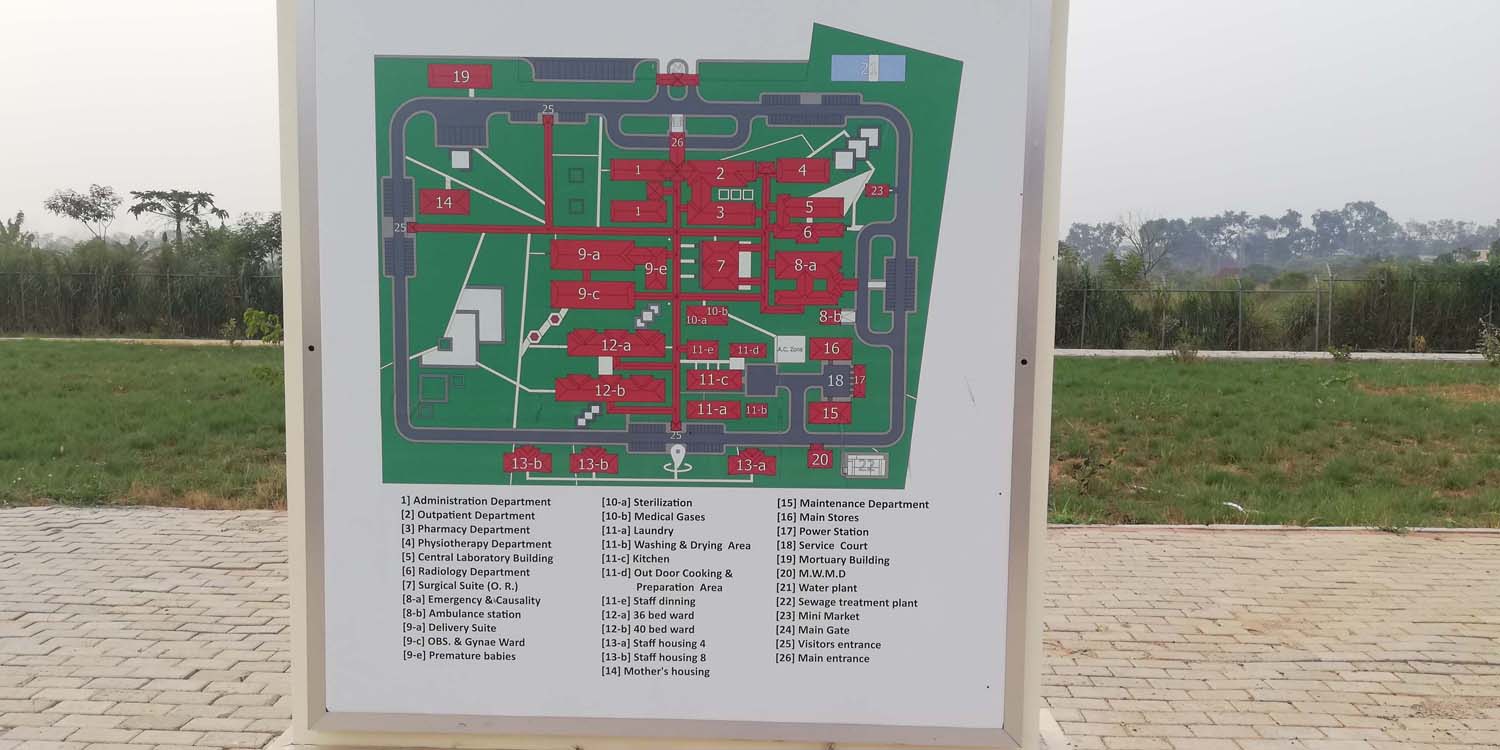 19
21
25
26
1
2
4
23
14
1
3
5
25
6
9-a
9-e
7
8-a
9-c
10-b
10-a
8-b
12-a
11-e
11-d
A.C. Zone
16
11-c
18
17
12-b
11-a
11-b
15
25
13-b
13-b
13-a
20
22
1] Administration Department
[2] Outpatient Department
[3] Pharmacy Department
[4] Physiotherapy Department
[5] Central Laboratory Building
[6] Radiology Department
[7] Surgical Suite (O. R.)
[8-a] Emergency & Causality
[8-b] Ambulance station
[9-a] Delivery Suite
[9-c] OBS. & Gynae Ward
[9-e] Premature babies
[10-a] Sterilization
[10-b] Medical Gases
[11-a] Laundry
[11-b] Washing & Drying Area
[11-c] Kitchen
[11-d] Out Door Cooking &
Preparation Area
[11-e] Staff dinning
[12-a] 36 bed ward
[12-b] 40 bed ward
[13-a] Staff housing 4
[13-b] Staff housing 8
[14] Mother's housing
[15] Maintenance Department
[16] Main Stores
[17] Power Station
[18] Service Court
[19] Mortuary Building
[20] M.W.M.D
[21] Water plant
[22] Sewage treatment plant
[23] Mini Market
[24] Main Gate
[25] Visitors entrance
[26] Main entrance